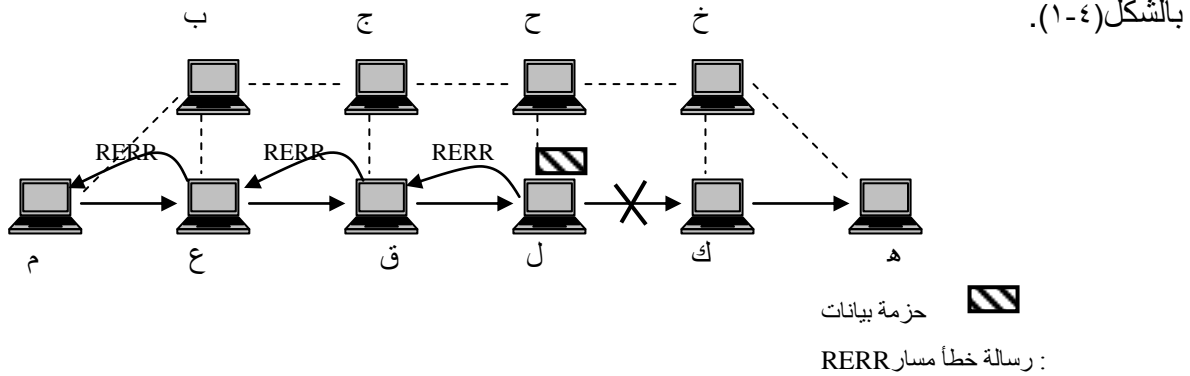 بالشكل(٤-١).
ب ج ح خ
RERR RERR RERR
م ع ق ل ك ه
حزمة بيانات
: رسالة خطأ مسارRERR